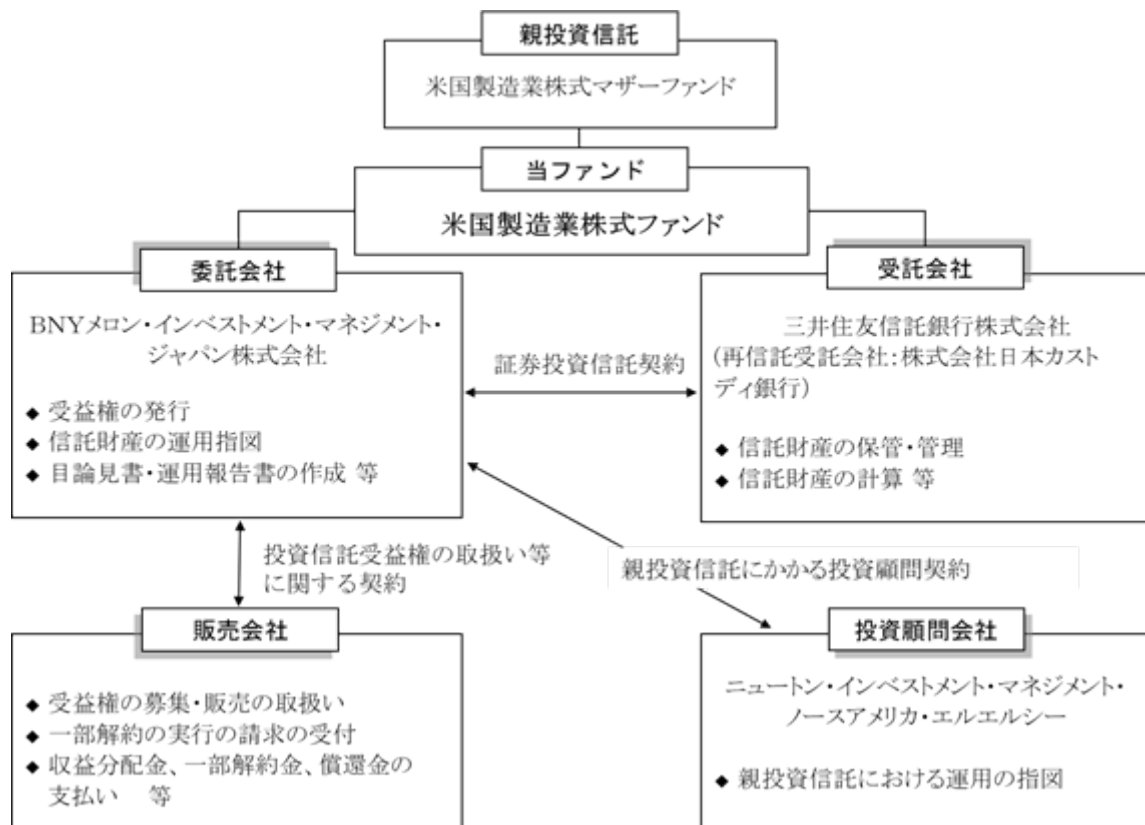 親投資信託
米国製造業株式マザーファンド
当ファンド
米国製造業株式ファンド
委託会社
BNYメロン・インベストメント・マネジメント・
ジャパン株式会社
◆ 受益権の発行
◆ 信託財産の運用指図
◆ 目論見書・運用報告書の作成 等
証券投資信託契約
受託会社
三井住友信託銀行株式会社
(再信託受託会社:株式会社日本カスト
ディ銀行)
◆ 信託財産の保管・管理
◆ 信託財産の計算 等
投資信託受益権の取扱い等
に関する契約
親投資信託にかかる投資顧問契約
販売会社
◆ 受益権の募集・販売の取扱い
◆ 一部解約の実行の請求の受付
◆ 収益分配金、一部解約金、償還金の
支払い 等
投資顧問会社
ニュートン・インベストメント・マネジメント・
ノースアメリカ・エルエルシー
◆ 親投資信託における運用の指図